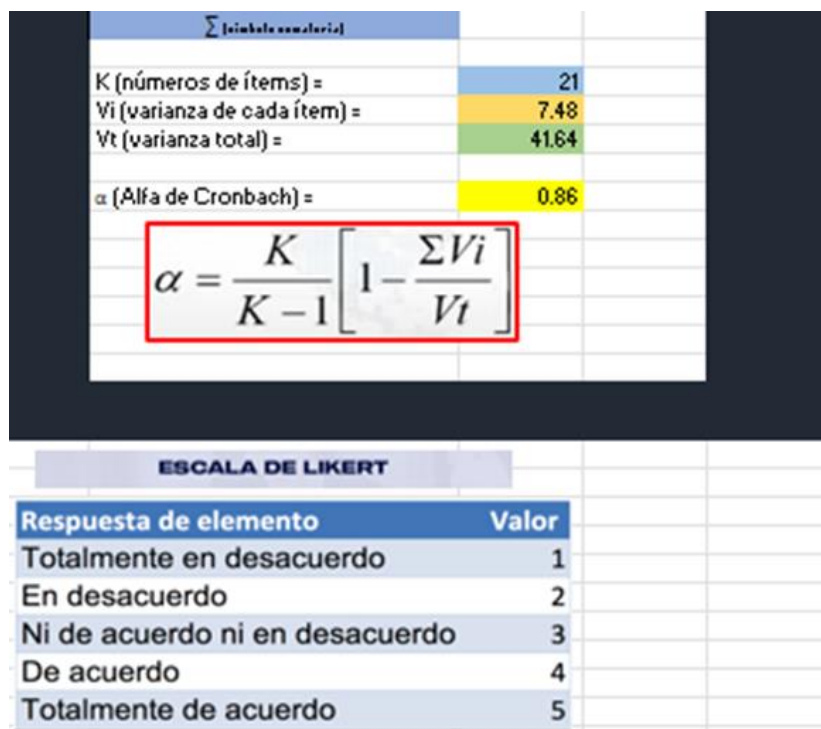 ∑
K (números de ítems) = 21
Vi (varianza de cada ítem) = 7.48
Vt (varianza total) = 41.64
α (Alfa de Cronbach) = 0.86
α = K / K − 1 [ 1 − ΣVi / Vt ]
ESCALA DE LIKERT
Respuesta de elemento Valor
Totalmente en desacuerdo 1
En desacuerdo 2
Ni de acuerdo ni en desacuerdo 3
De acuerdo 4
Totalmente de acuerdo 5